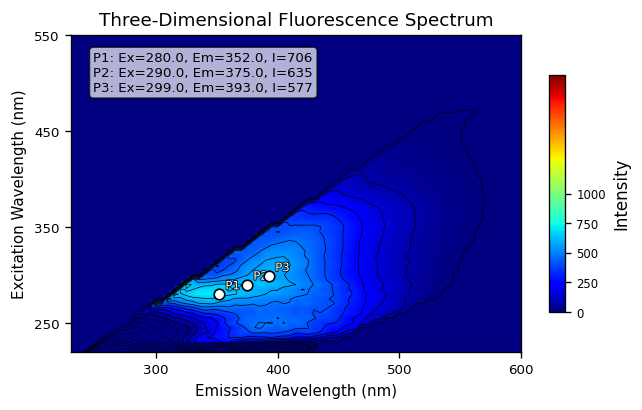 Three-Dimensional Fluorescence Spectrum
550
450
350
250
Excitation Wavelength (nm)
P1: Ex=280.0, Em=352.0, I=706
P2: Ex=290.0, Em=375.0, I=635
P3: Ex=299.0, Em=393.0, I=577
P1
P2
P3
300
400
500
600
Emission Wavelength (nm)
1000
750
500
250
0
Intensity